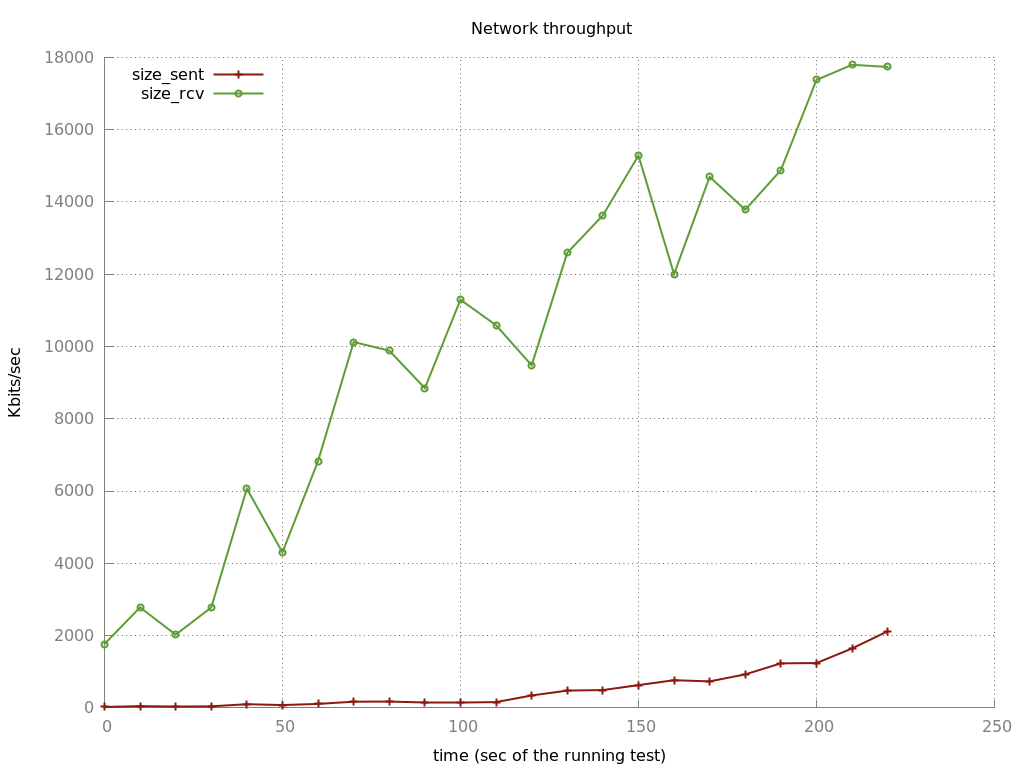 Network throughput
18000
16000
14000
12000
10000
8000
6000
4000
2000
0
size_sent
size_rcv
Kbits/sec
0 50 100 150 200 250
time (sec of the running test)